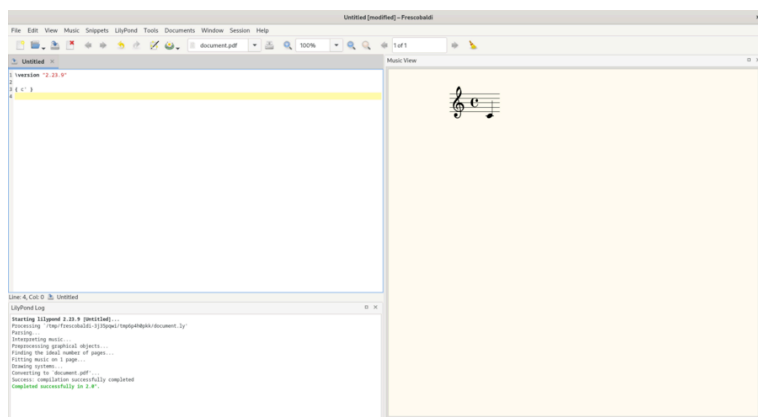 Untitled [modified] – Frescobaldi
File Edit View Music Snippets LilyPond Tools Documents Window Session Help
document.pdf 100% 1 of 1
Untitled
Music View
1 \version "2.23.9"
2
3 { c' }
4
Line: 4, Col: 0 Untitled
LilyPond Log
Starting lilypond 2.23.9 [Untitled]...
Parsing...
Interpreting music...
Preprocessing graphical objects...
Finding the ideal number of pages...
Fitting music on 1 page...
Drawing systems...
Converting to `document.pdf'...
Success: compilation successfully completed
Completed successfully in 1.0".